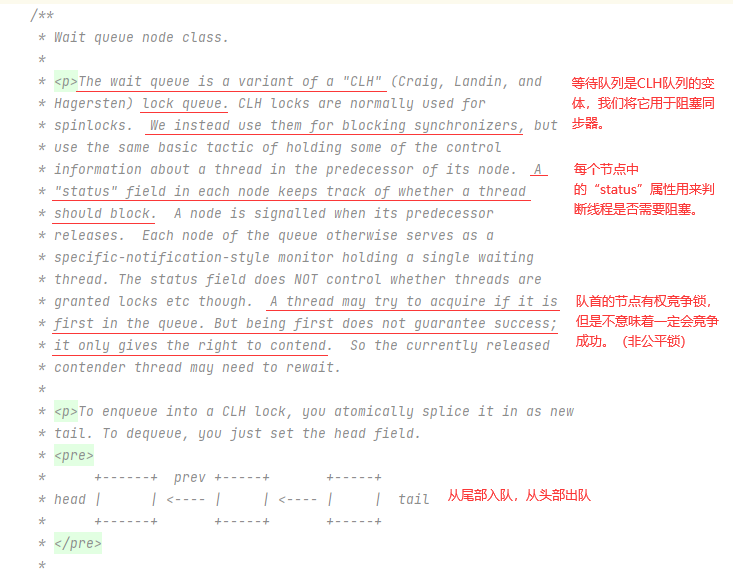 /**
* Wait queue node class.
*
* <p>The wait queue is a variant of a "CLH" (Craig, Landin, and
* Hagersten) lock queue. CLH locks are normally used for
* spinlocks.  We instead use them for blocking synchronizers, but
* use the same basic tactic of holding some of the control
* information about a thread in the predecessor of its node.  A
* "status" field in each node keeps track of whether a thread
* should block.  A node is signalled when its predecessor
* releases.  Each node of the queue otherwise serves as a
* specific-notification-style monitor holding a single waiting
* thread. The status field does NOT control whether threads are
* granted locks etc though.  A thread may try to acquire if it is
* first in the queue. But being first does not guarantee success;
* it only gives the right to contend.  So the currently released
* contender thread may need to rewait.
*
* <p>To enqueue into a CLH lock, you atomically splice it in as new
* tail. To dequeue, you just set the head field.
* <pre>
*      +------+  prev +-----+       +-----+
* head |      | <---- |     | <---- |     |  tail
*      +------+       +-----+       +-----+
* </pre>
*
等待队列是CLH队列的变
体，我们将它用于阻塞同
步器。
每个节点中
的“status”属性用来判
断线程是否需要阻塞。
队首的节点有权竞争锁，
但是不意味着一定会竞争
成功。（非公平锁）
从尾部入队，从头部出队